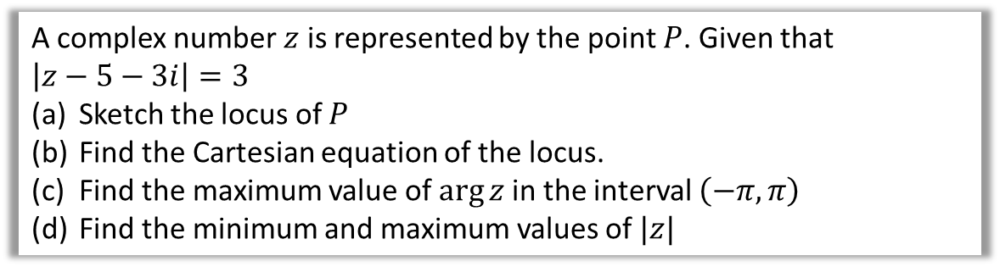 A complex number z is represented by the point P. Given that
|z − 5 − 3i| = 3
(a) Sketch the locus of P
(b) Find the Cartesian equation of the locus.
(c) Find the maximum value of arg z in the interval (−π, π)
(d) Find the minimum and maximum values of |z|